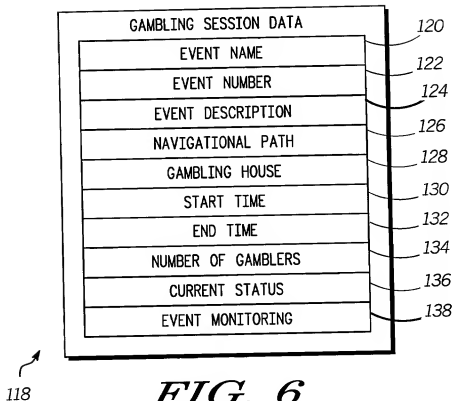 GAMBLING SESSION DATA
EVENT NAME 120
EVENT NUMBER 122
EVENT DESCRIPTION 124
NAVIGATIONAL PATH 126
GAMBLING HOUSE 128
START TIME 130
END TIME 132
NUMBER OF GAMBLERS 134
CURRENT STATUS 136
EVENT MONITORING 138
118
FIG. 6